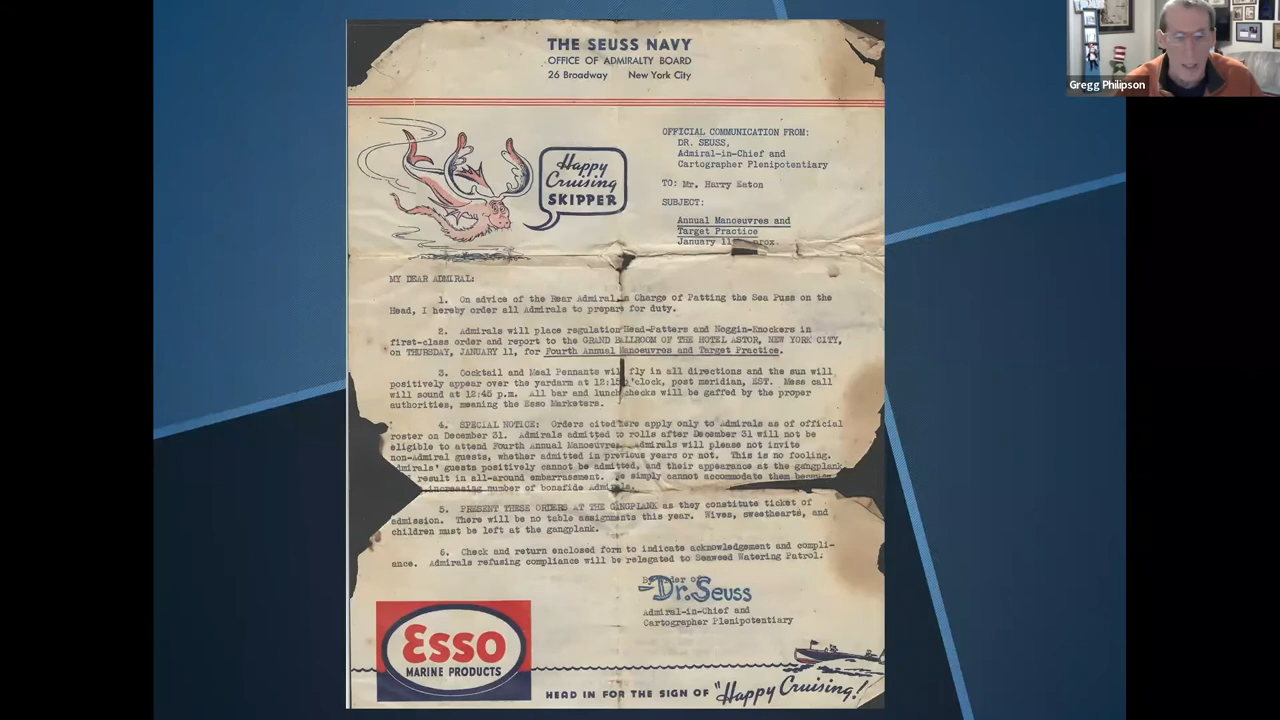 THE SEUSS NAVY
OFFICE OF ADMIRALTY BOARD
26 Broadway New York City
Gregg Philipson
Happy
Cruising
SKIPPER
OFFICIAL COMMUNICATION FROM:
DR. SEUSS,
Admiral-in-Chief and
Cartographer Plenipotentiary
TO: Mr. Harry Eaton
SUBJECT:
Annual Manoeuvres and
Target Practice
January 11
MY DEAR ADMIRAL:
1. On advice of the Rear Admiral in Charge of Patting the Sea Puss on the
Head, I hereby order all Admirals to prepare for duty.
2. Admirals will place regulation Head-Patters and Noggin-Knockers in
first-class order and report to the GRAND BALLROOM OF THE HOTEL ASTOR, NEW YORK CITY,
on THURSDAY, JANUARY 11, for Fourth Annual Manoeuvres and Target Practice.
3. Cocktail and Meal Pennants will fly in all directions and the sun will
positively appear over the yardarm at 12:15 o'clock, post meridian, EST. Mess call
will sound at 12:45 p.m. All bar and lunch checks will be gaffed by the proper
authorities, meaning the Esso Marketers.
4. SPECIAL NOTICE: Orders cited here apply only to Admirals as of official
roster on December 31. Admirals admitted to rolls after December 31 will not be
eligible to attend Fourth Annual Manoeuvres. Admirals will please not invite
non-Admiral guests, whether admitted in previous years or not. This is no fooling.
Admirals' guests positively cannot be admitted, and their appearance at the gangplank
result in all-around embarrassment. We simply cannot accommodate them because
increasing number of bonafide Admirals.
5. PRESENT THESE ORDERS AT THE GANGPLANK as they constitute ticket of
admission. There will be no table assignments this year. Wives, sweethearts, and
children must be left at the gangplank.
6. Check and return enclosed form to indicate acknowledgement and compli-
ance. Admirals refusing compliance will be relegated to Seaweed Watering Patrol.
By order of
Dr. Seuss
Admiral-in-Chief and
Cartographer Plenipotentiary
Esso
MARINE PRODUCTS
HEAD IN FOR THE SIGN OF "Happy Cruising!